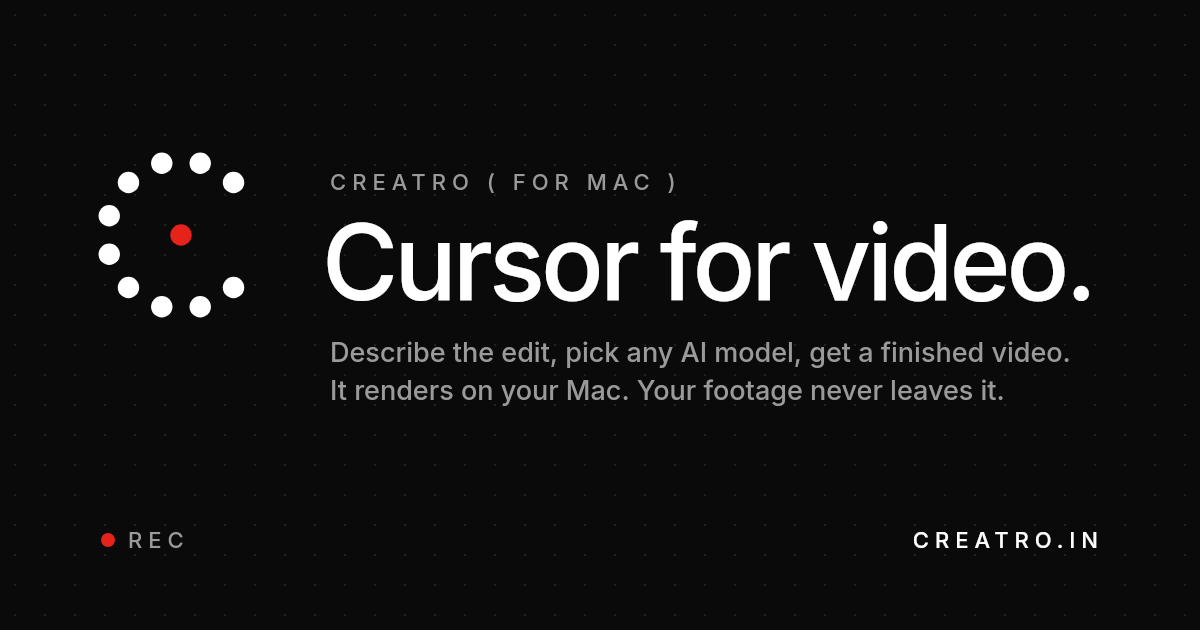 CREATRO ( FOR MAC )
Cursor for video.
Describe the edit, pick any AI model, get a finished video.
It renders on your Mac. Your footage never leaves it.
REC
CREATRO.IN